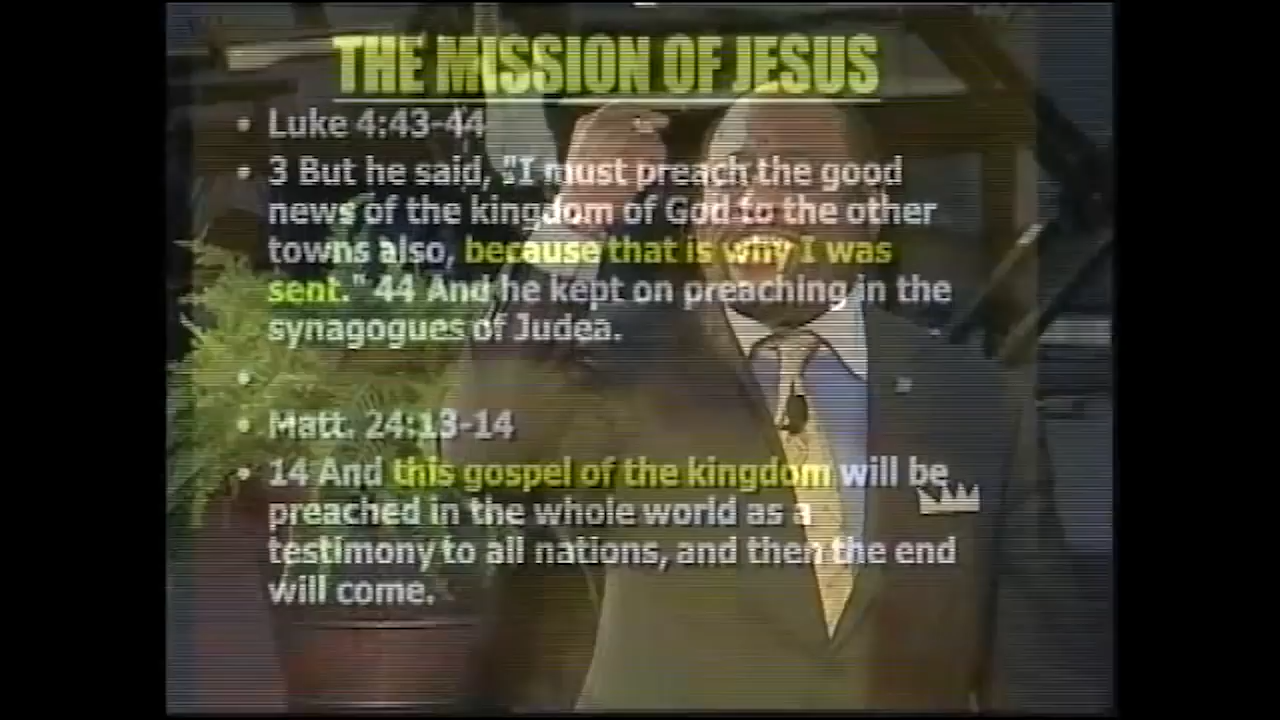 THE MISSION OF JESUS
• Luke 4:43-44
• 3 But he said, "I must preach the good
news of the kingdom of God to the other
towns also, because that is why I was
sent." 44 And he kept on preaching in the
synagogues of Judea.
•
• Matt. 24:13-14
• 14 And this gospel of the kingdom will be
preached in the whole world as a
testimony to all nations, and then the end
will come.